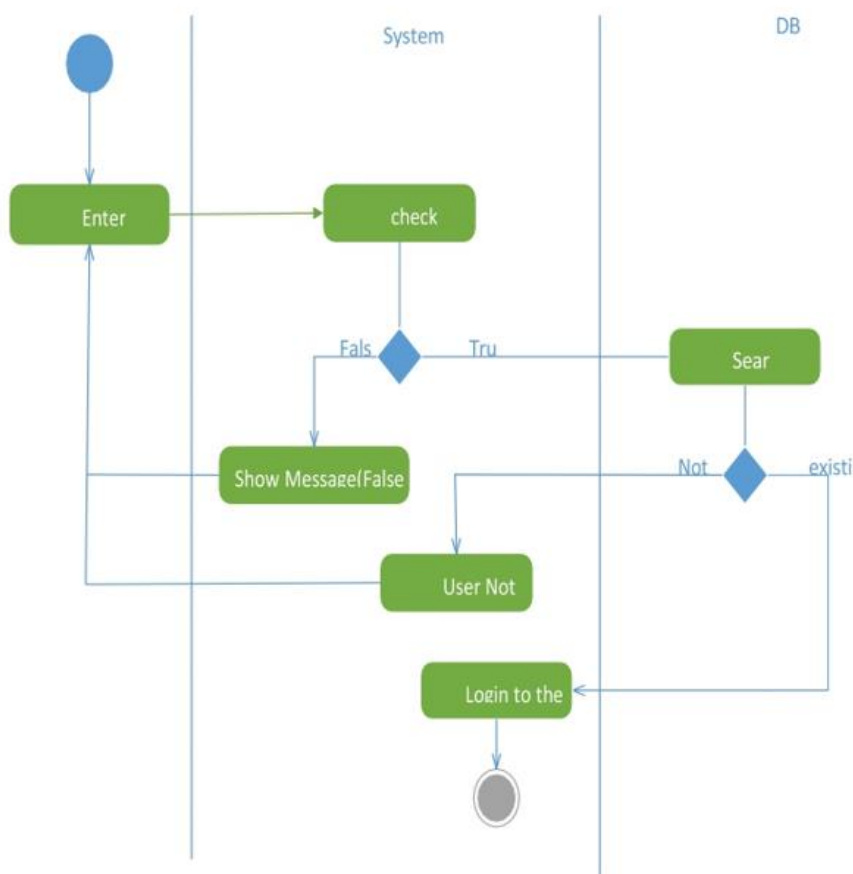 System
DB
Enter
check
Fals
Tru
Sear
Show Message(False
Not
existi
User Not
Login to the